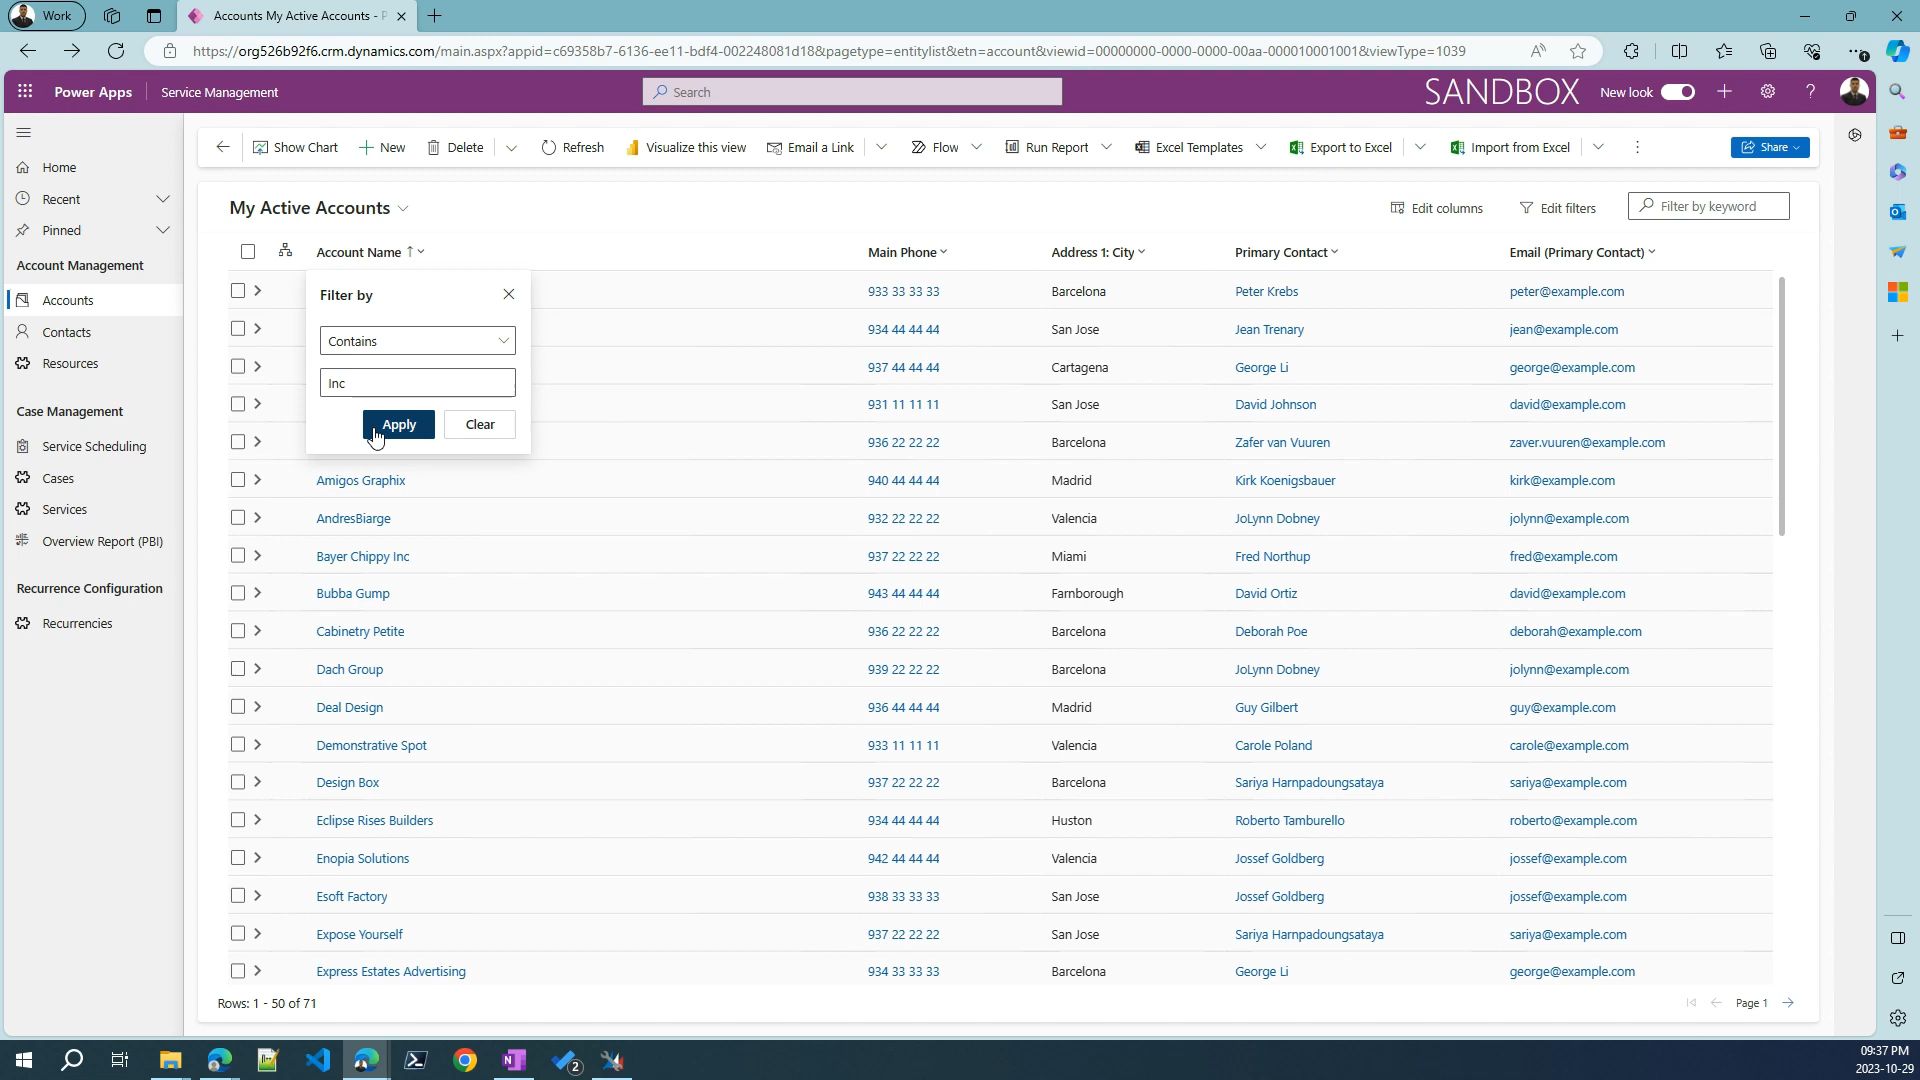 Work
Accounts My Active Accounts - P
https://org526b92f6.crm.dynamics.com/main.aspx?appid=c69358b7-6136-ee11-bdf4-002248081d18&pagetype=entitylist&etn=account&viewid=00000000-0000-0000-00aa-000010001001&viewType=1039
Power Apps
Service Management
Search
SANDBOX
New look
Home
Recent
Pinned
Account Management
Accounts
Contacts
Resources
Case Management
Service Scheduling
Cases
Services
Overview Report (PBI)
Recurrence Configuration
Recurrencies
Show Chart
New
Delete
Refresh
Visualize this view
Email a Link
Flow
Run Report
Excel Templates
Export to Excel
Import from Excel
Share
My Active Accounts
Edit columns
Edit filters
Filter by keyword
Account Name
Main Phone
Address 1: City
Primary Contact
Email (Primary Contact)
Filter by
Contains
Inc
Apply
Clear
933 33 33 33 Barcelona Peter Krebs peter@example.com
934 44 44 44 San Jose Jean Trenary jean@example.com
937 44 44 44 Cartagena George Li george@example.com
931 11 11 11 San Jose David Johnson david@example.com
936 22 22 22 Barcelona Zafer van Vuuren zaver.vuuren@example.com
Amigos Graphix 940 44 44 44 Madrid Kirk Koenigsbauer kirk@example.com
AndresBiarge 932 22 22 22 Valencia JoLynn Dobney jolynn@example.com
Bayer Chippy Inc 937 22 22 22 Miami Fred Northup fred@example.com
Bubba Gump 943 44 44 44 Farnborough David Ortiz david@example.com
Cabinetry Petite 936 22 22 22 Barcelona Deborah Poe deborah@example.com
Dach Group 939 22 22 22 Barcelona JoLynn Dobney jolynn@example.com
Deal Design 936 44 44 44 Madrid Guy Gilbert guy@example.com
Demonstrative Spot 933 11 11 11 Valencia Carole Poland carole@example.com
Design Box 937 22 22 22 Barcelona Sariya Harnpadoungsataya sariya@example.com
Eclipse Rises Builders 934 44 44 44 Huston Roberto Tamburello roberto@example.com
Enopia Solutions 942 44 44 44 Valencia Jossef Goldberg jossef@example.com
Esoft Factory 938 33 33 33 San Jose Jossef Goldberg jossef@example.com
Expose Yourself 937 22 22 22 San Jose Sariya Harnpadoungsataya sariya@example.com
Express Estates Advertising 934 33 33 33 Barcelona George Li george@example.com
Rows: 1 - 50 of 71
Page 1
2
09:37 PM
2023-10-29